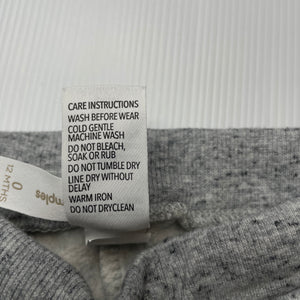 CARE INSTRUCTIONS
WASH BEFORE WEAR
COLD GENTLE
MACHINE WASH
DO NOT BLEACH,
SOAK OR RUB
DO NOT TUMBLE DRY
LINE DRY WITHOUT
DELAY
WARM IRON
DO NOT DRYCLEAN
0
12 MTHS